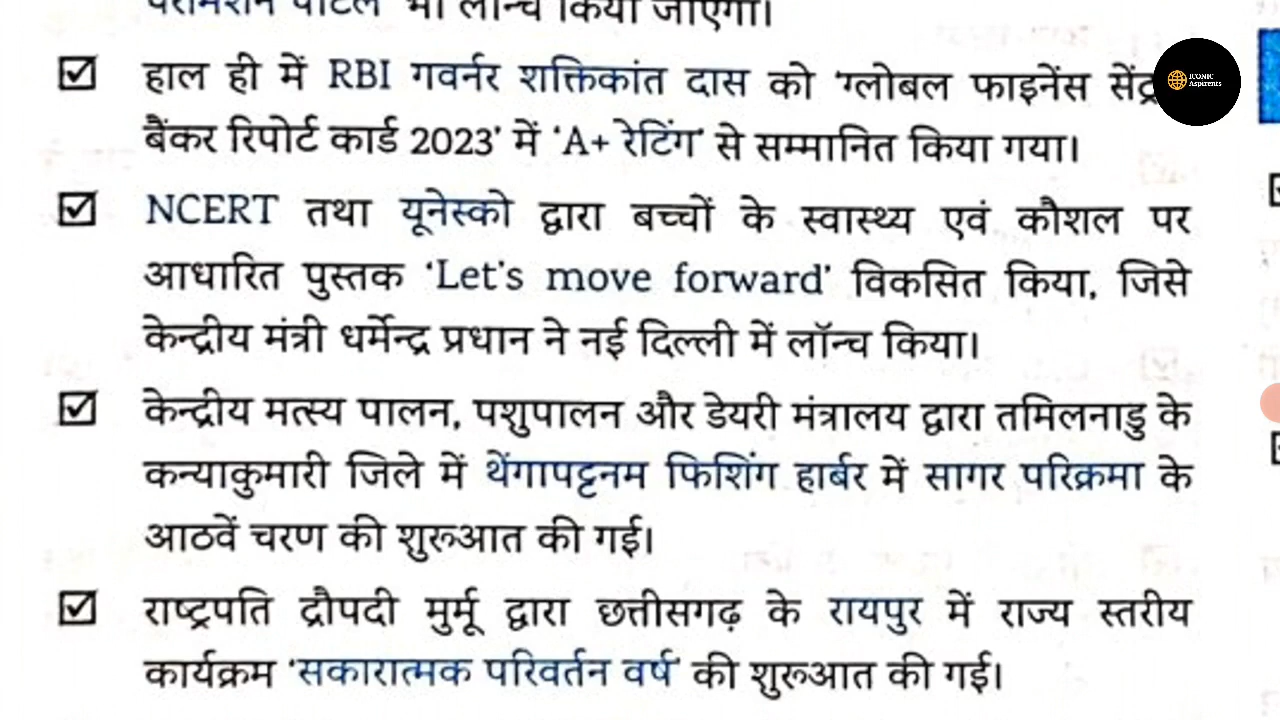 भी लॉन्च किया जाएगा।
हाल ही में RBI गवर्नर शक्तिकांत दास को 'ग्लोबल फाइनेंस
बैंकर रिपोर्ट कार्ड 2023' में 'A+ रेटिंग' से सम्मानित किया गया।
NCERT तथा यूनेस्को द्वारा बच्चों के स्वास्थ्य एवं कौशल पर
आधारित पुस्तक 'Let's move forward' विकसित किया, जिसे
केन्द्रीय मंत्री धर्मेन्द्र प्रधान ने नई दिल्ली में लॉन्च किया।
केन्द्रीय मत्स्य पालन, पशुपालन और डेयरी मंत्रालय द्वारा तमिलनाडु के
कन्याकुमारी जिले में थेंगापट्टनम फिशिंग हार्बर में सागर परिक्रमा के
आठवें चरण की शुरूआत की गई।
राष्ट्रपति द्रौपदी मुर्मू द्वारा छत्तीसगढ़ के रायपुर में राज्य स्तरीय
कार्यक्रम 'सकारात्मक परिवर्तन वर्ष' की शुरूआत की गई।
ICONIC
Aspirents